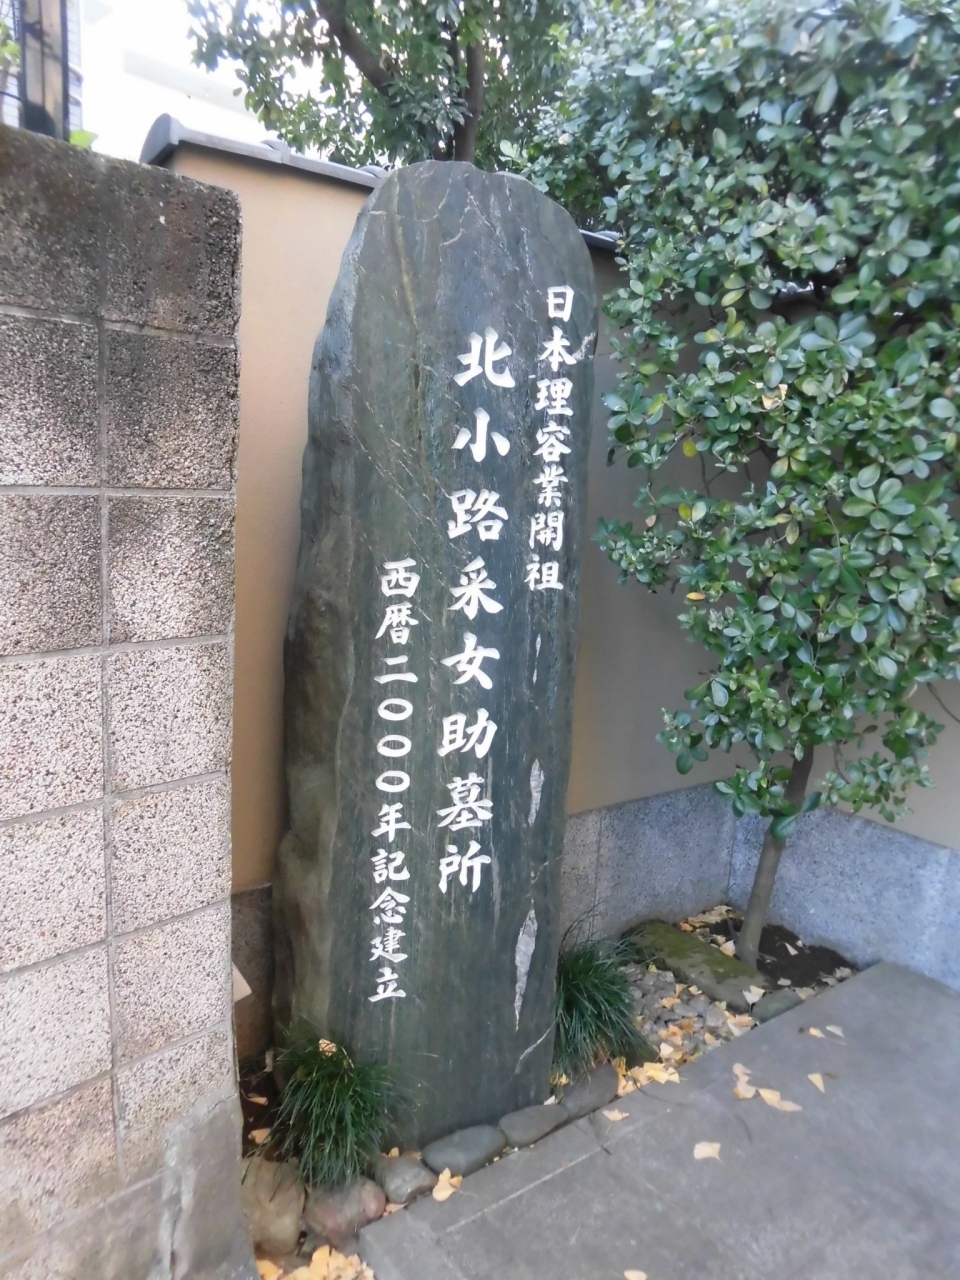 日本理容業開祖
北小路采女助墓所
西暦二〇〇〇年記念建立